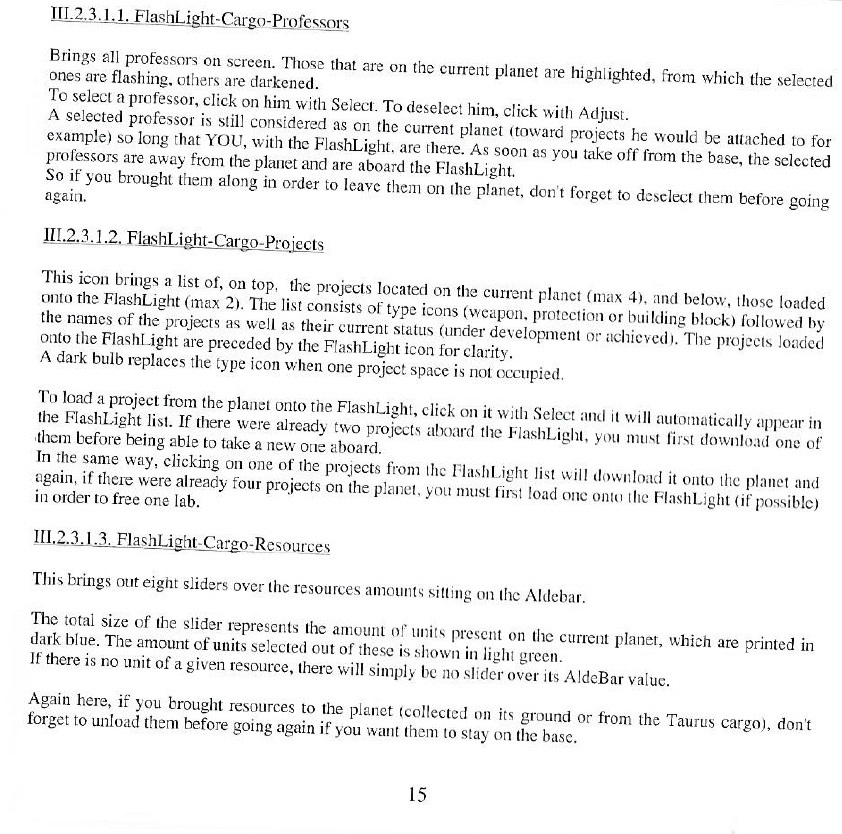 III.2.3.1.1. FlashLight-Cargo-Professors
Brings all professors on screen. Those that are on the current planet are highlighted, from which the selected
ones are flashing, others are darkened.
To select a professor, click on him with Select. To deselect him, click with Adjust.
A selected professor is still considered as on the current planet (toward projects he would be attached to for
example) so long that YOU, with the FlashLight, are there. As soon as you take off from the base, the selected
professors are away from the planet and are aboard the FlashLight.
So if you brought them along in order to leave them on the planet, don't forget to deselect them before going
again.
III.2.3.1.2. FlashLight-Cargo-Projects
This icon brings a list of, on top, the projects located on the current planet (max 4), and below, those loaded
onto the FlashLight (max 2). The list consists of type icons (weapon, protection or building block) followed by
the names of the projects as well as their current status (under development or achieved). The projects loaded
onto the FlashLight are preceded by the FlashLight icon for clarity.
A dark bulb replaces the type icon when one project space is not occupied.
To load a project from the planet onto the FlashLight, click on it with Select and it will automatically appear in
the FlashLight list. If there were already two projects aboard the FlashLight, you must first download one of
them before being able to take a new one aboard.
In the same way, clicking on one of the projects from the FlashLight list will download it onto the planet and
again, if there were already four projects on the planet, you must first load one onto the FlashLight (if possible)
in order to free one lab.
III.2.3.1.3. FlashLight-Cargo-Resources
This brings out eight sliders over the resources amounts sitting on the Aldebar.
The total size of the slider represents the amount of units present on the current planet, which are printed in
dark blue. The amount of units selected out of these is shown in light green.
If there is no unit of a given resource, there will simply be no slider over its AldeBar value.
Again here, if you brought resources to the planet (collected on its ground or from the Taurus cargo), don't
forget to unload them before going again if you want them to stay on the base.
15